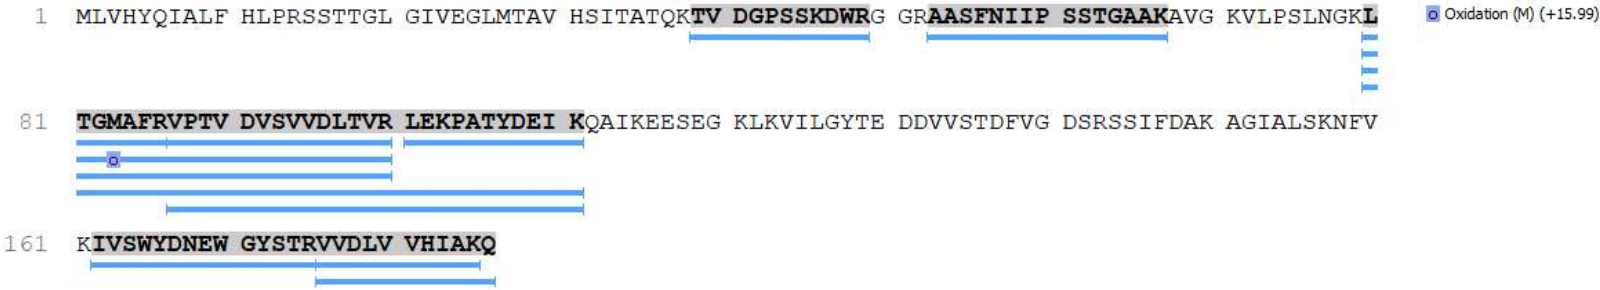 1 MLVHYQIALF HLPRSSTTGL GIVEGLMTAV HSITATQKTV DGPSSKDWRG GRAASFNIIP SSTGAAKAVG KVLPSLNGKL o Oxidation (M) (+15.99)
81 TGMAFRVPTV DVSVVDLTVR LEKPATYDEI KQAIKEESEG KLKVILGYTE DDVVSTDFVG DSRSSIFDAK AGIALSKNFV
o
161 KIVSWYDNEW GYSTRVVDLV VHIAKQ